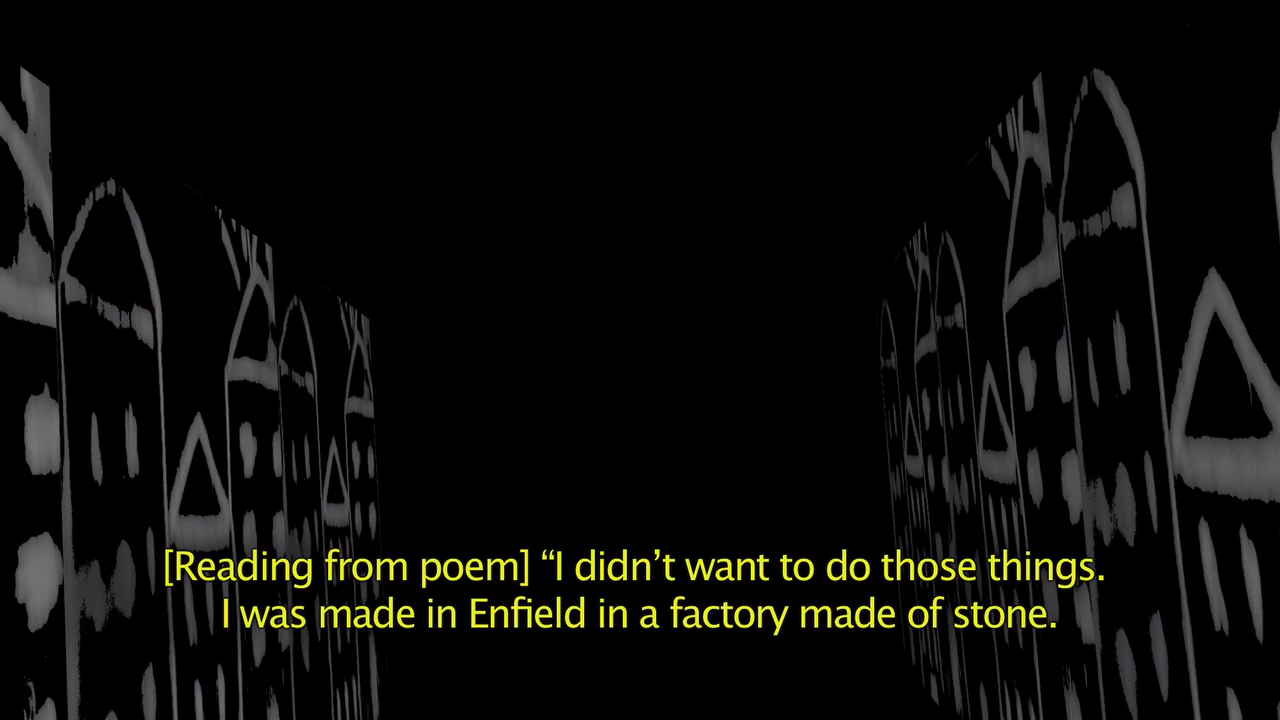 [Reading from poem] “I didn’t want to do those things.
I was made in Enfield in a factory made of stone.